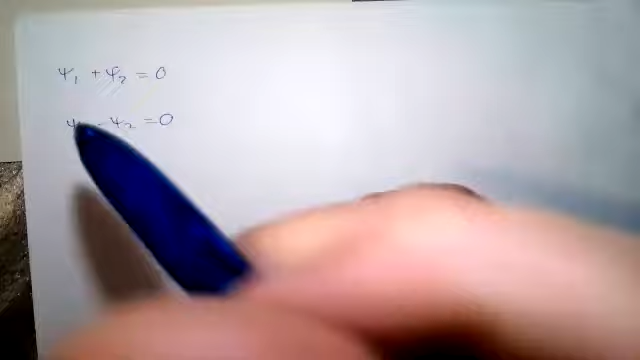 ψ₁ + ψ₂ = 0
ψ - ψ₂ = 0